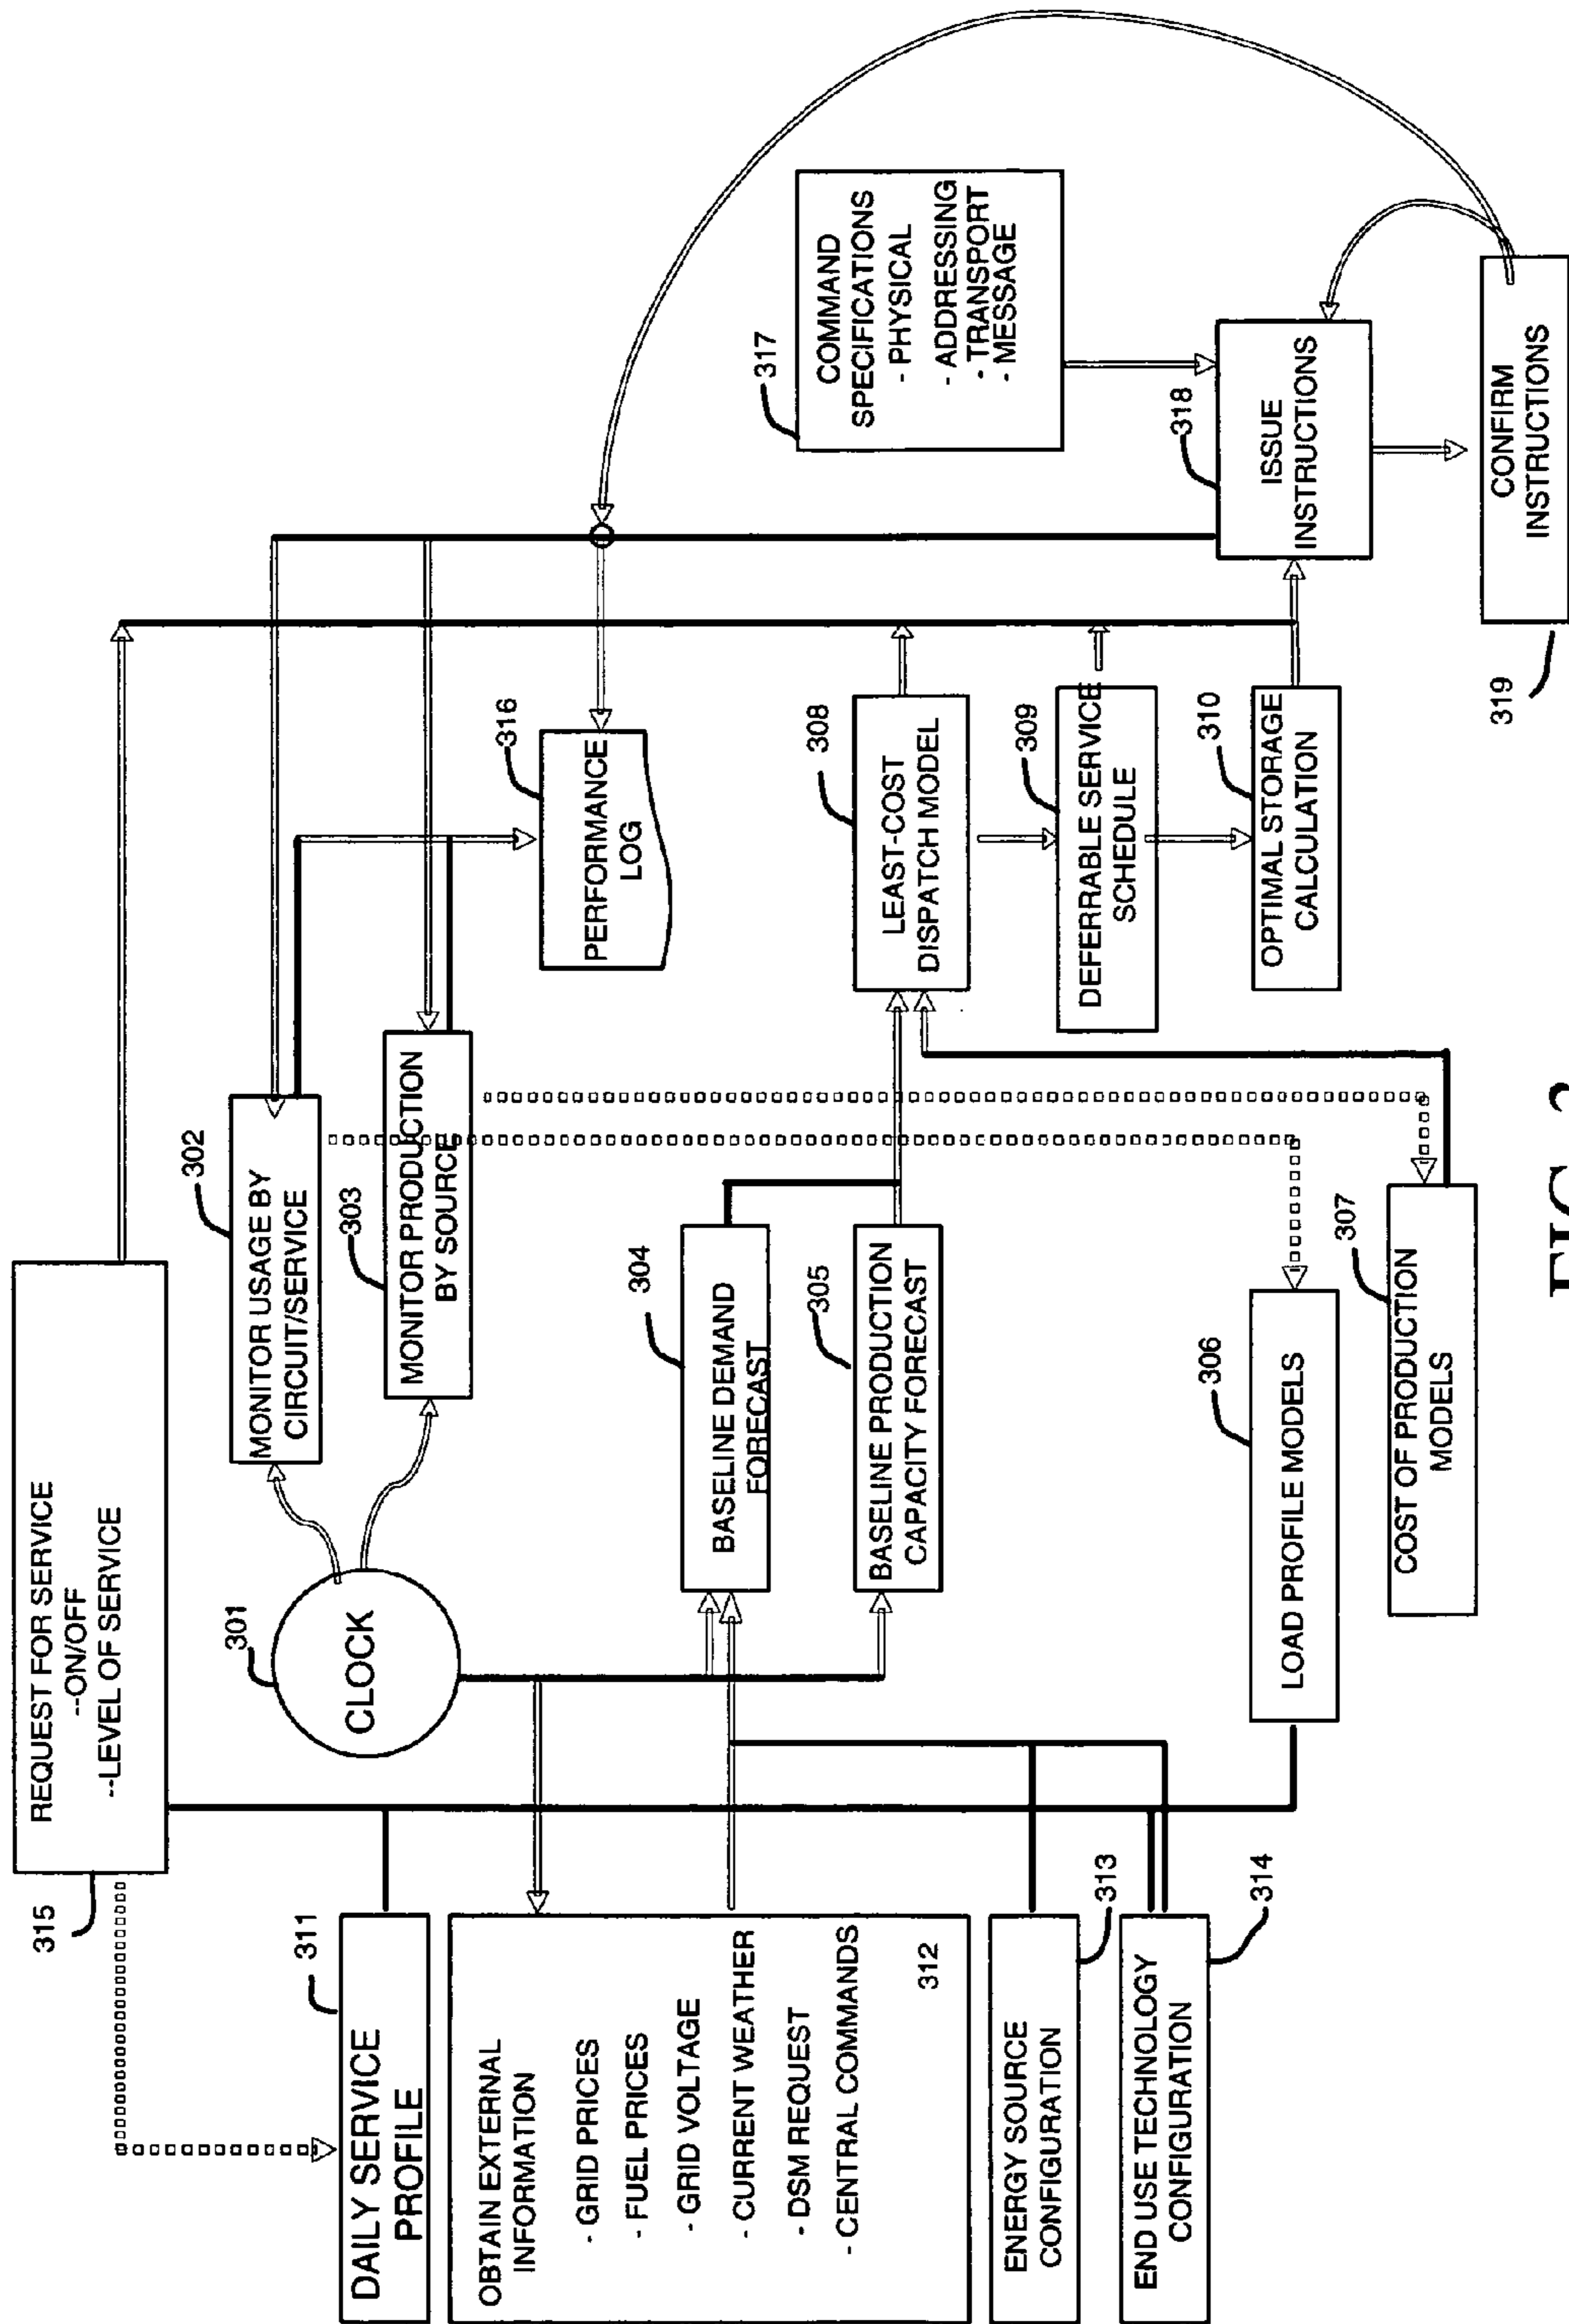 REQUEST FOR SERVICE
--ON/OFF
--LEVEL OF SERVICE
315
301
CLOCK
302
MONITOR USAGE BY
CIRCUIT/SERVICE
303
MONITOR PRODUCTION
BY SOURCE
316
PERFORMANCE
LOG
311
DAILY SERVICE
PROFILE
OBTAIN EXTERNAL
INFORMATION
- GRID PRICES
- FUEL PRICES
- GRID VOLTAGE
- CURRENT WEATHER
- DSM REQUEST
- CENTRAL COMMANDS
312
304
BASELINE DEMAND
FORECAST
305
BASELINE PRODUCTION
CAPACITY FORECAST
308
LEAST-COST
DISPATCH MODEL
309
DEFERRABLE SERVICE
SCHEDULE
310
OPTIMAL STORAGE
CALCULATION
317
COMMAND
SPECIFICATIONS
- PHYSICAL
- ADDRESSING
- TRANSPORT
- MESSAGE
318
ISSUE
INSTRUCTIONS
CONFIRM
INSTRUCTIONS
319
ENERGY SOURCE
CONFIGURATION
313
END USE TECHNOLOGY
CONFIGURATION
314
306
LOAD PROFILE MODELS
307
COST OF PRODUCTION
MODELS
FIG.